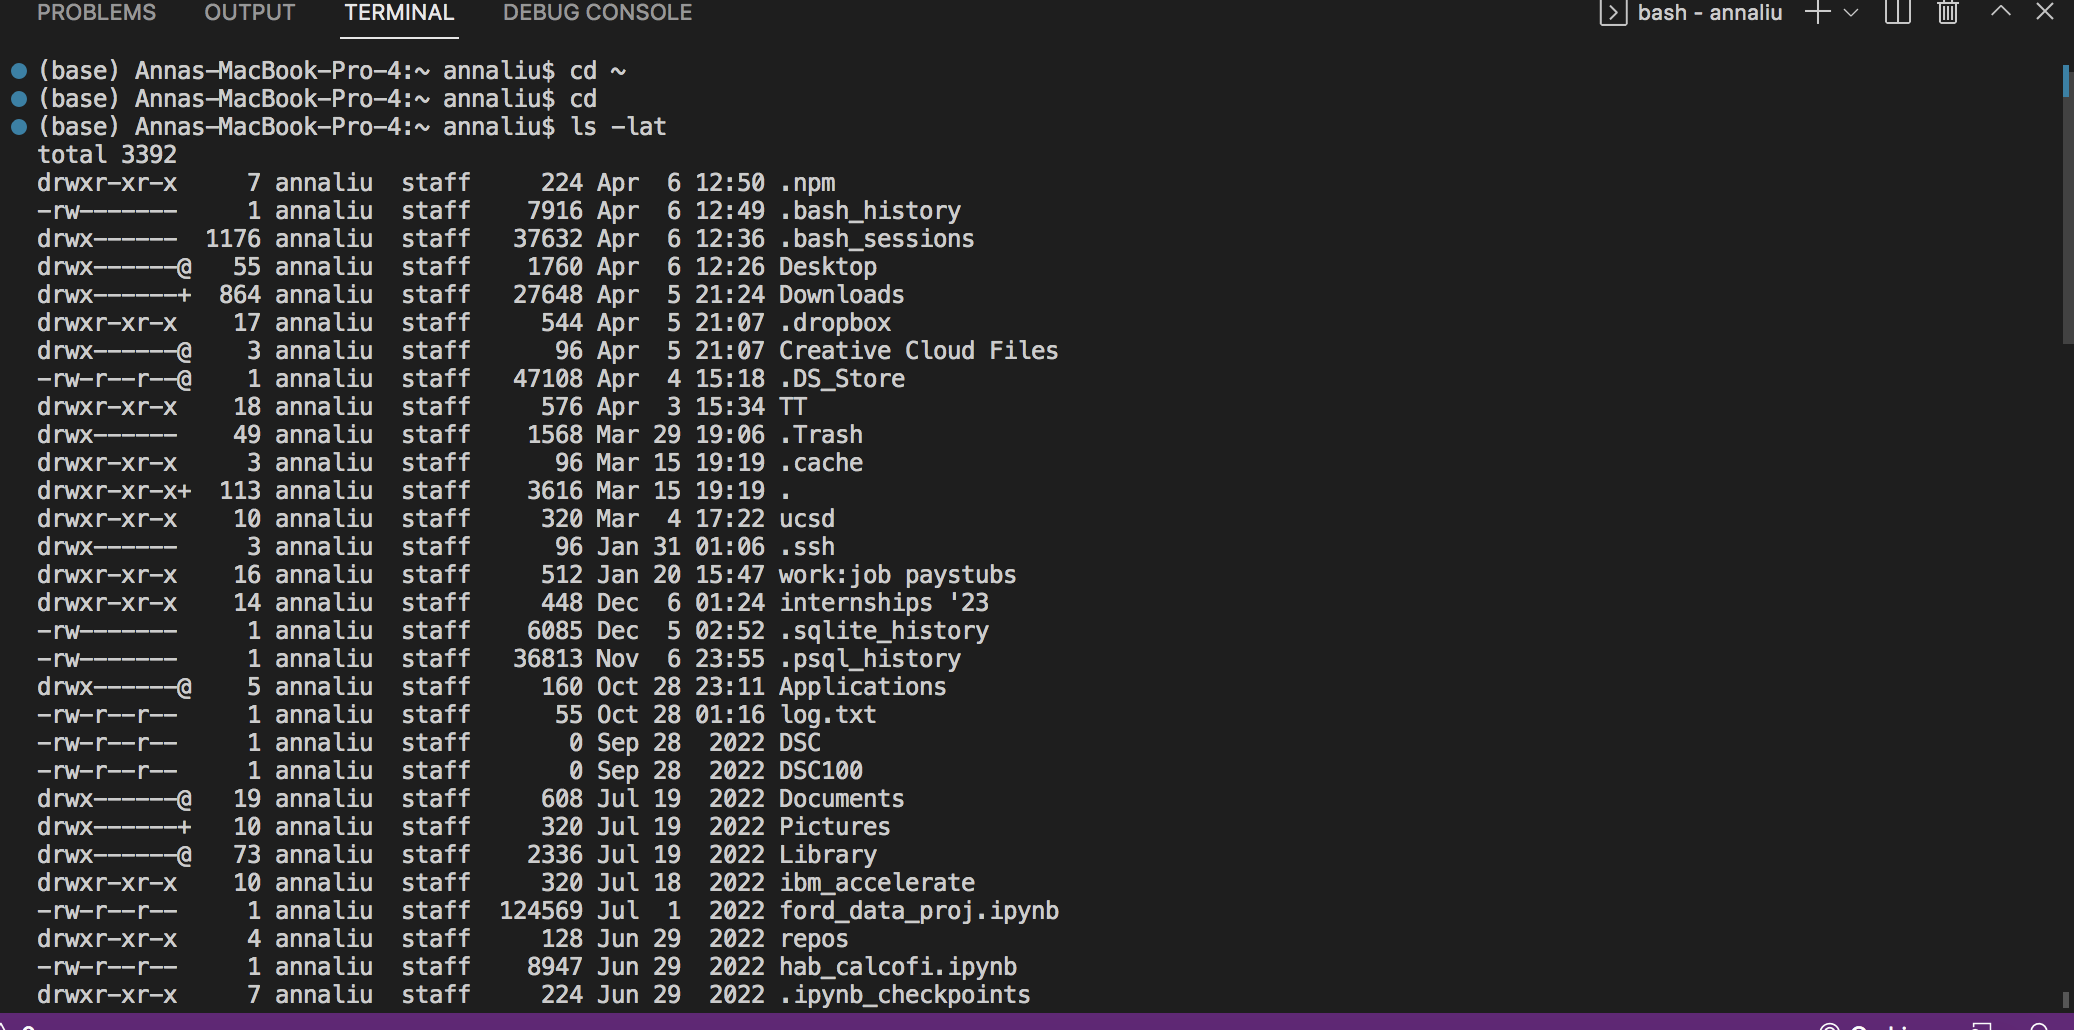 PROBLEMS OUTPUT TERMINAL DEBUG CONSOLE bash - annaliu
(base) Annas-MacBook-Pro-4:~ annaliu$ cd ~
(base) Annas-MacBook-Pro-4:~ annaliu$ cd
(base) Annas-MacBook-Pro-4:~ annaliu$ ls -lat
total 3392
drwxr-xr-x     7 annaliu  staff     224 Apr  6 12:50 .npm
-rw-------     1 annaliu  staff    7916 Apr  6 12:49 .bash_history
drwx------  1176 annaliu  staff   37632 Apr  6 12:36 .bash_sessions
drwx------@   55 annaliu  staff    1760 Apr  6 12:26 Desktop
drwx------+  864 annaliu  staff   27648 Apr  5 21:24 Downloads
drwxr-xr-x    17 annaliu  staff     544 Apr  5 21:07 .dropbox
drwx------@    3 annaliu  staff      96 Apr  5 21:07 Creative Cloud Files
-rw-r--r--@    1 annaliu  staff   47108 Apr  4 15:18 .DS_Store
drwxr-xr-x    18 annaliu  staff     576 Apr  3 15:34 TT
drwx------    49 annaliu  staff    1568 Mar 29 19:06 .Trash
drwxr-xr-x     3 annaliu  staff      96 Mar 15 19:19 .cache
drwxr-xr-x+  113 annaliu  staff    3616 Mar 15 19:19 .
drwxr-xr-x    10 annaliu  staff     320 Mar  4 17:22 ucsd
drwx------     3 annaliu  staff      96 Jan 31 01:06 .ssh
drwxr-xr-x    16 annaliu  staff     512 Jan 20 15:47 work:job paystubs
drwxr-xr-x    14 annaliu  staff     448 Dec  6 01:24 internships '23
-rw-------     1 annaliu  staff    6085 Dec  5 02:52 .sqlite_history
-rw-------     1 annaliu  staff   36813 Nov  6 23:55 .psql_history
drwx------@    5 annaliu  staff     160 Oct 28 23:11 Applications
-rw-r--r--     1 annaliu  staff      55 Oct 28 01:16 log.txt
-rw-r--r--     1 annaliu  staff       0 Sep 28  2022 DSC
-rw-r--r--     1 annaliu  staff       0 Sep 28  2022 DSC100
drwx------@   19 annaliu  staff     608 Jul 19  2022 Documents
drwx------+   10 annaliu  staff     320 Jul 19  2022 Pictures
drwx------@   73 annaliu  staff    2336 Jul 19  2022 Library
drwxr-xr-x    10 annaliu  staff     320 Jul 18  2022 ibm_accelerate
-rw-r--r--     1 annaliu  staff  124569 Jul  1  2022 ford_data_proj.ipynb
drwxr-xr-x     4 annaliu  staff     128 Jun 29  2022 repos
-rw-r--r--     1 annaliu  staff    8947 Jun 29  2022 hab_calcofi.ipynb
drwxr-xr-x     7 annaliu  staff     224 Jun 29  2022 .ipynb_checkpoints